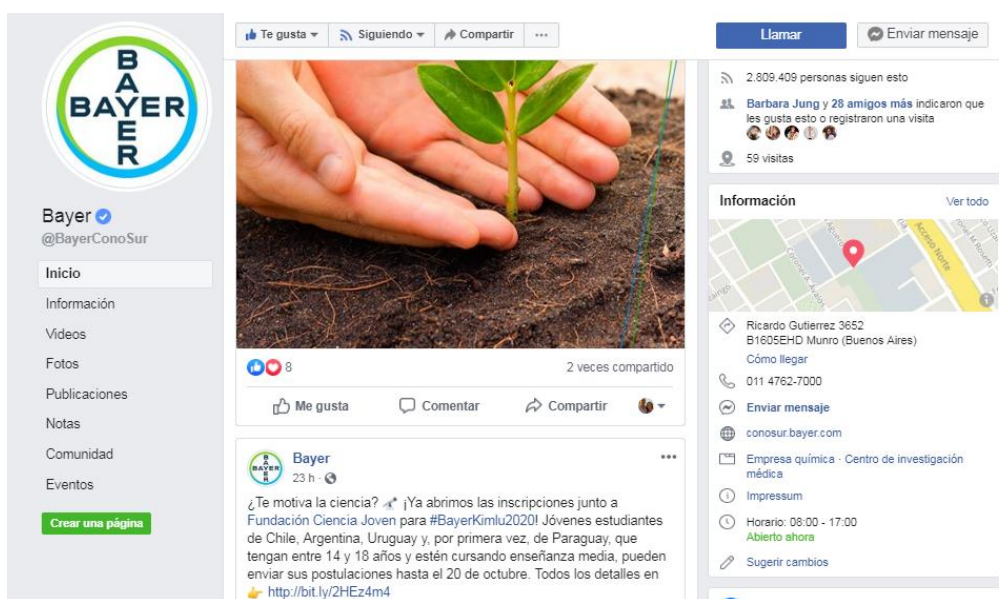 Te gusta
Siguiendo
Compartir
Llamar
Enviar mensaje
BAYER
BAYER
Bayer
@BayerConoSur
Inicio
Información
Videos
Fotos
Publicaciones
Notas
Comunidad
Eventos
Crear una página
8
2 veces compartido
Me gusta
Comentar
Compartir
BAYER
BAYER
Bayer
23 h ·
¿Te motiva la ciencia? ¡Ya abrimos las inscripciones junto a
Fundación Ciencia Joven para #BayerKimlu2020! Jóvenes estudiantes
de Chile, Argentina, Uruguay y, por primera vez, de Paraguay, que
tengan entre 14 y 18 años y estén cursando enseñanza media, pueden
enviar sus postulaciones hasta el 20 de octubre. Todos los detalles en
http://bit.ly/2HEz4m4
2.809.409 personas siguen esto
Barbara Jung y 28 amigos más indicaron que
les gusta esto o registraron una visita
59 visitas
Información
Ver todo
Acceso Norte
Ricardo Gutierrez 3652
B1605EHD Munro (Buenos Aires)
Cómo llegar
011 4762-7000
Enviar mensaje
conosur.bayer.com
Empresa química · Centro de investigación
médica
Impressum
Horario: 08:00 - 17:00
Abierto ahora
Sugerir cambios